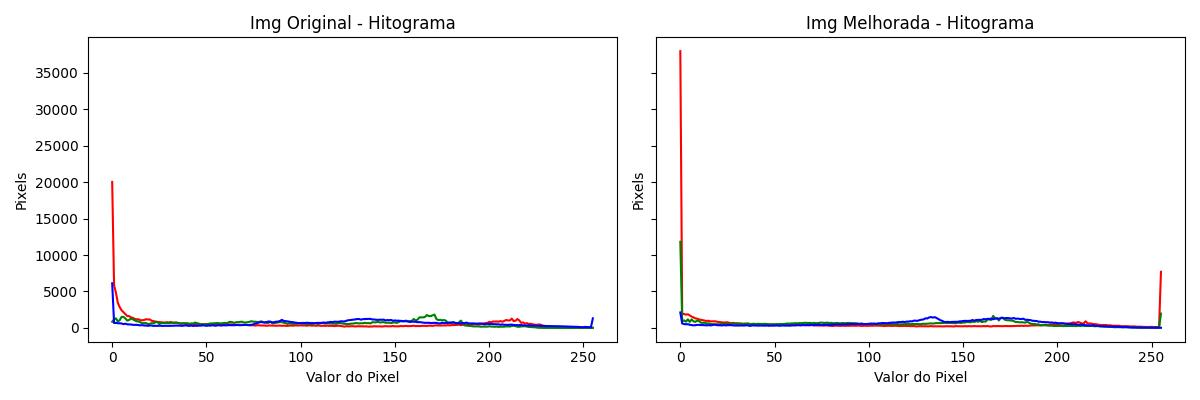 Img Original - Hitograma
Pixels
35000
30000
25000
20000
15000
10000
5000
0
0 50 100 150 200 250
Valor do Pixel
Img Melhorada - Hitograma
Pixels
0 50 100 150 200 250
Valor do Pixel